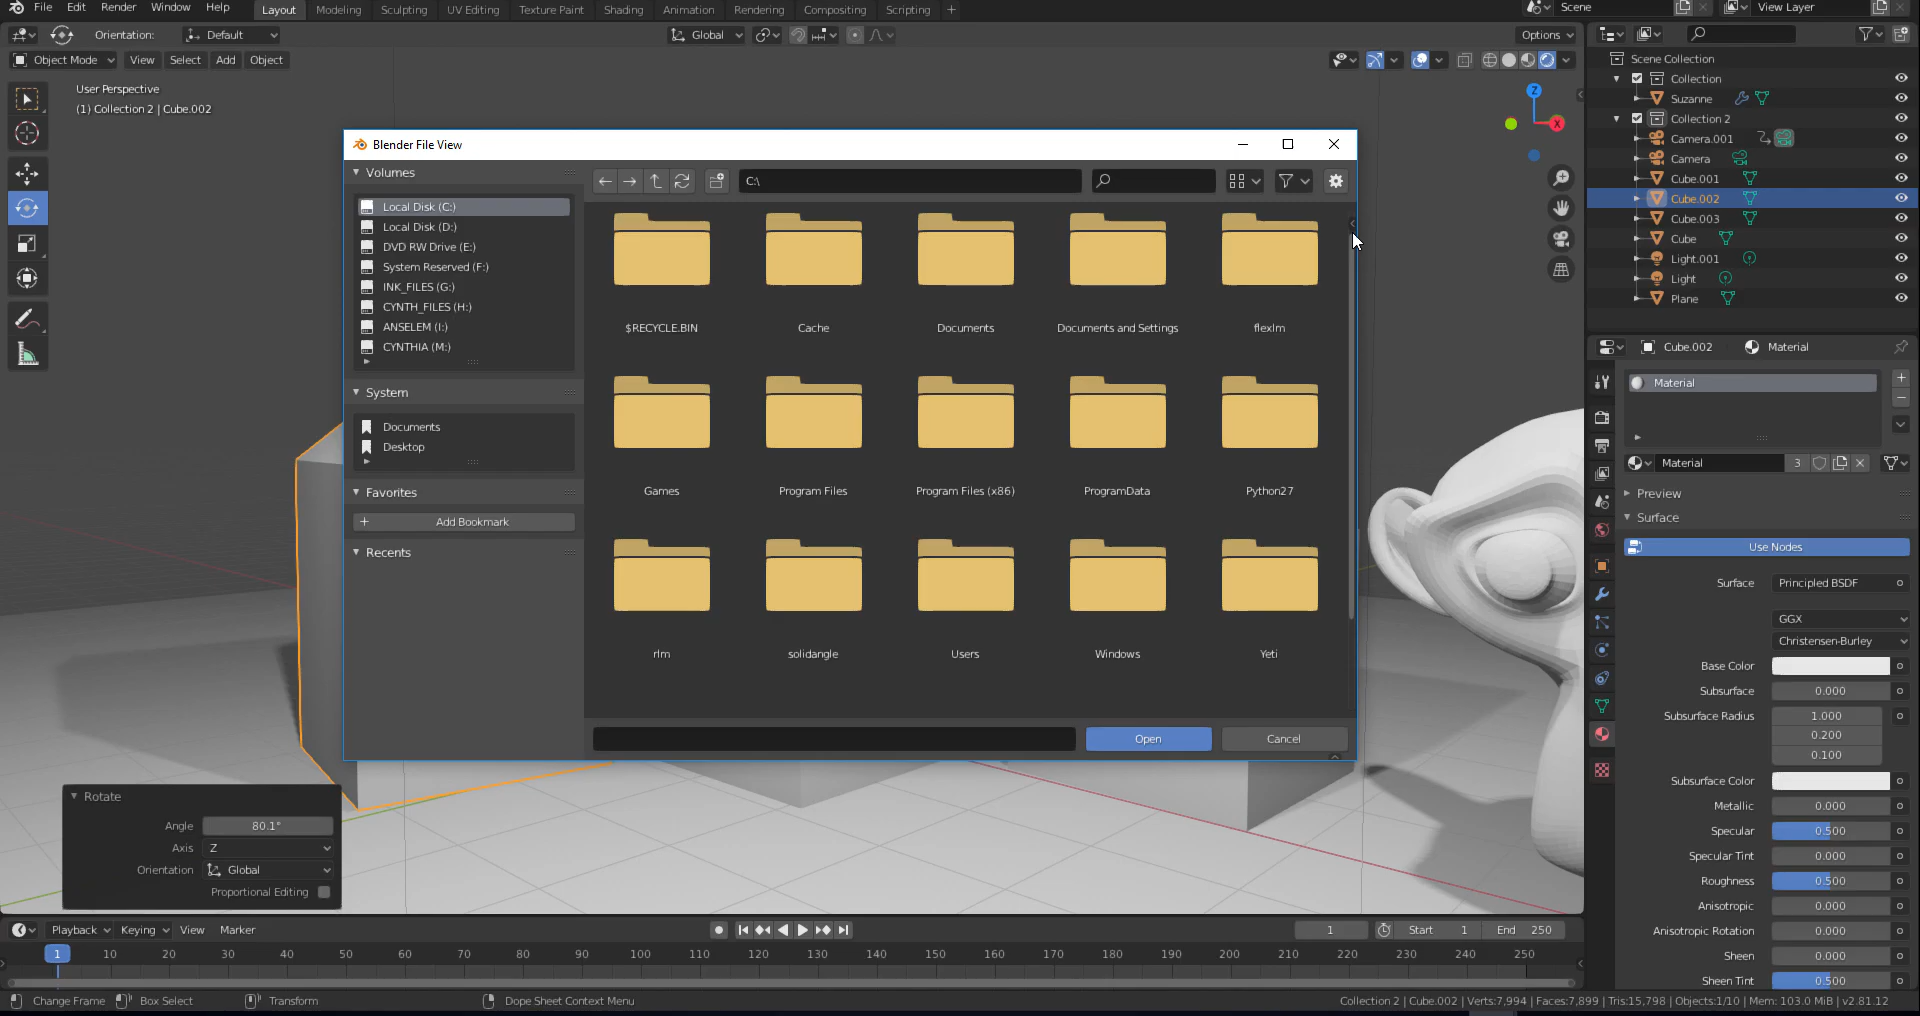 File Edit Render Window Help Layout Modeling Sculpting UV Editing Texture Paint Shading Animation Rendering Compositing Scripting + Scene View Layer
Orientation: Default Global Options
Object Mode View Select Add Object
User Perspective
(1) Collection 2 | Cube.002
Z
X
Blender File View
Volumes
Local Disk (C:)
Local Disk (D:)
DVD RW Drive (E:)
System Reserved (F:)
INK_FILES (G:)
CYNTH_FILES (H:)
ANSELEM (I:)
CYNTHIA (M:)
System
Documents
Desktop
Favorites
Add Bookmark
Recents
C:\
$RECYCLE.BIN Cache Documents Documents and Settings flexlm
Games Program Files Program Files (x86) ProgramData Python27
rlm solidangle Users Windows Yeti
Open Cancel
Rotate
Angle 80.1°
Axis Z
Orientation Global
Proportional Editing
Scene Collection
Collection
Suzanne
Collection 2
Camera.001
Camera
Cube.001
Cube.002
Cube.003
Cube
Light.001
Light
Plane
Cube.002 Material
Material
Material 3
Preview
Surface
Use Nodes
Surface Principled BSDF
GGX
Christensen-Burley
Base Color
Subsurface 0.000
Subsurface Radius 1.000
0.200
0.100
Subsurface Color
Metallic 0.000
Specular 0.500
Specular Tint 0.000
Roughness 0.500
Anisotropic 0.000
Anisotropic Rotation 0.000
Sheen 0.000
Sheen Tint 0.500
Playback Keying View Marker 1 Start 1 End 250
1 10 20 30 40 50 60 70 80 90 100 110 120 130 140 150 160 170 180 190 200 210 220 230 240 250
Change Frame Box Select Transform Dope Sheet Context Menu Collection 2 | Cube.002 | Verts:7,994 | Faces:7,899 | Tris:15,798 | Objects:1/10 | Mem: 103.0 MiB | v2.81.12